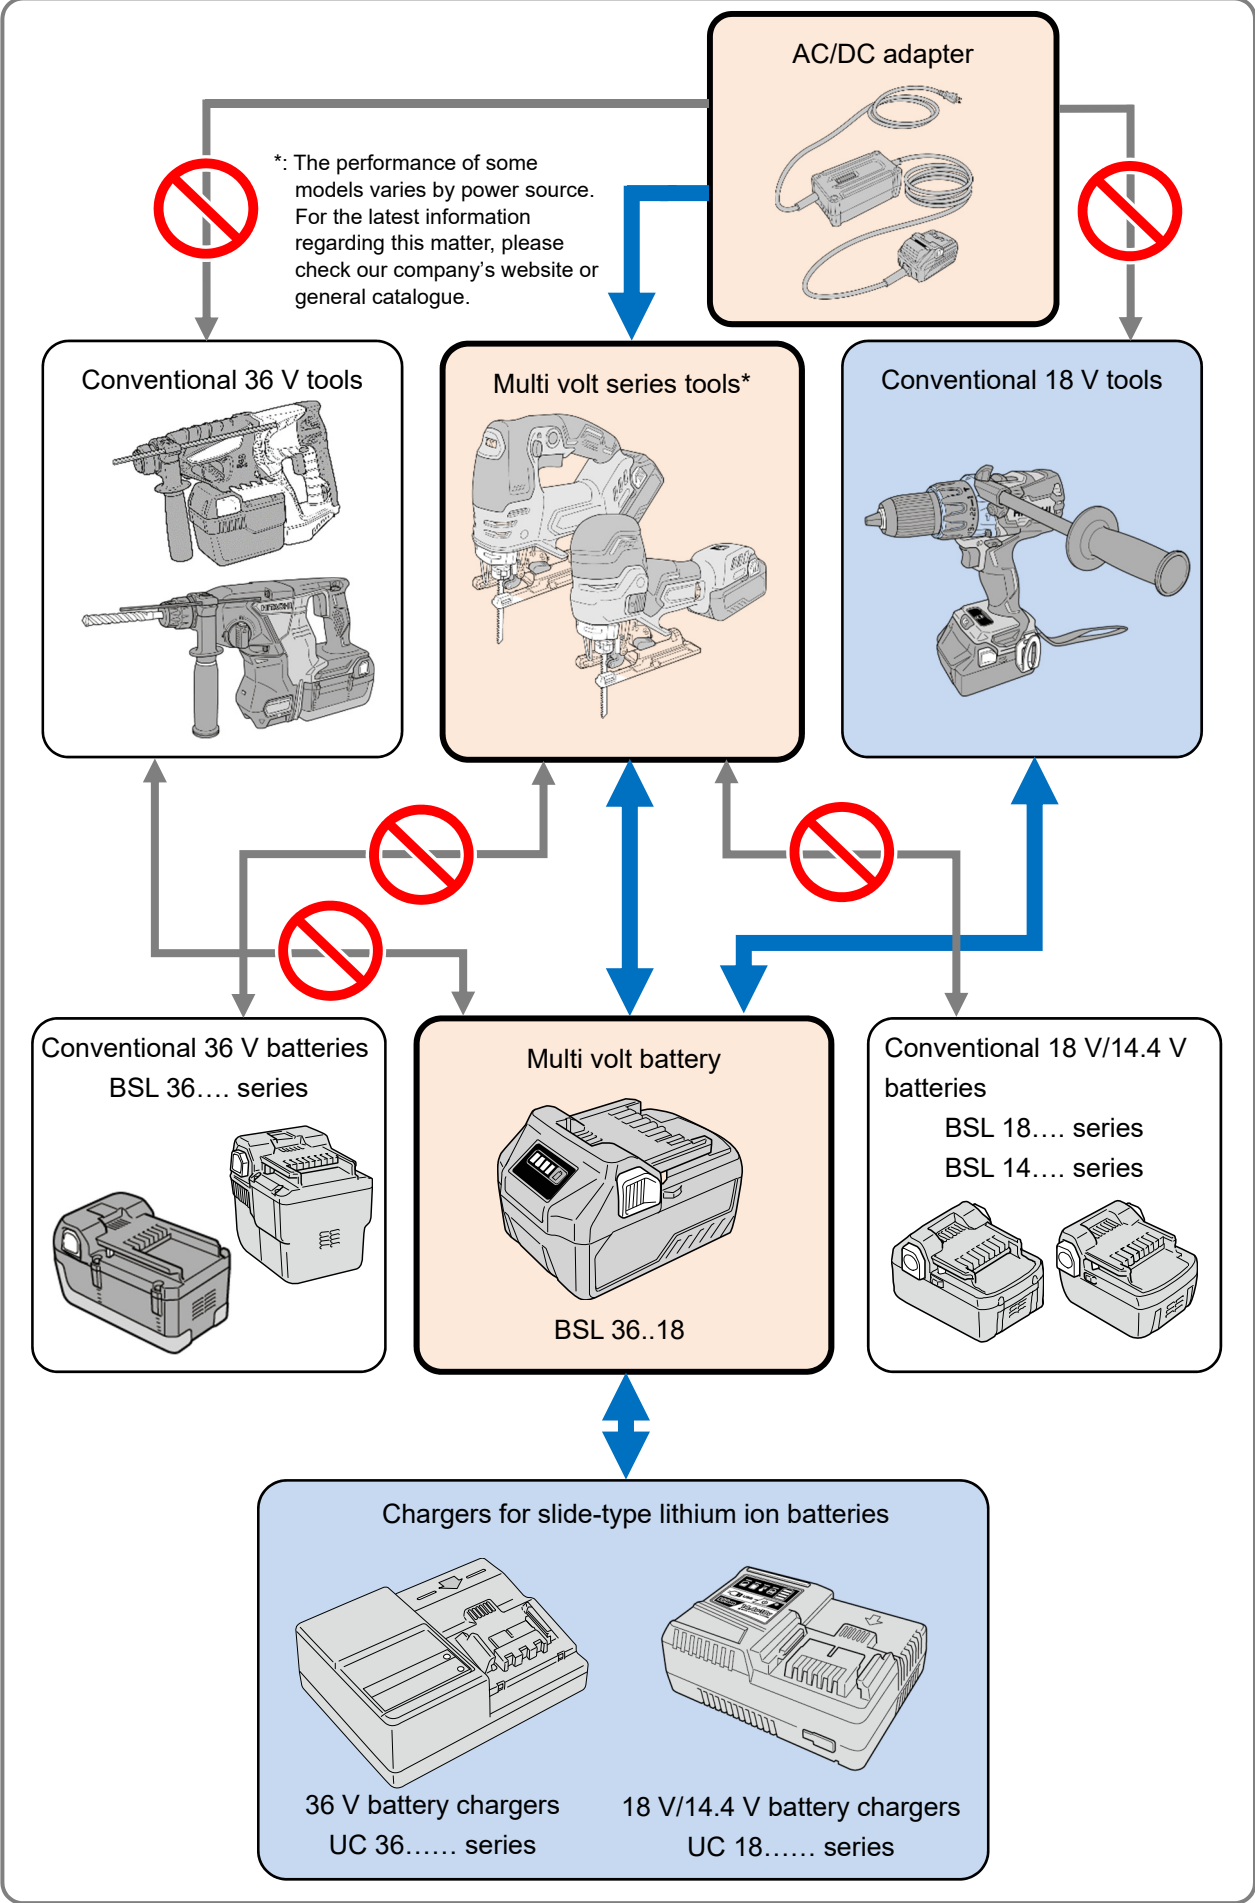 AC/DC adapter
*: The performance of some
models varies by power source.
For the latest information
regarding this matter, please
check our company’s website or
general catalogue.
Conventional 36 V tools
Multi volt series tools*
Conventional 18 V tools
HITACHI
Conventional 36 V batteries
BSL 36…. series
Multi volt battery
BSL 36..18
Conventional 18 V/14.4 V
batteries
BSL 18…. series
BSL 14…. series
Chargers for slide-type lithium ion batteries
36 V battery chargers
UC 36…… series
18 V/14.4 V battery chargers
UC 18…… series